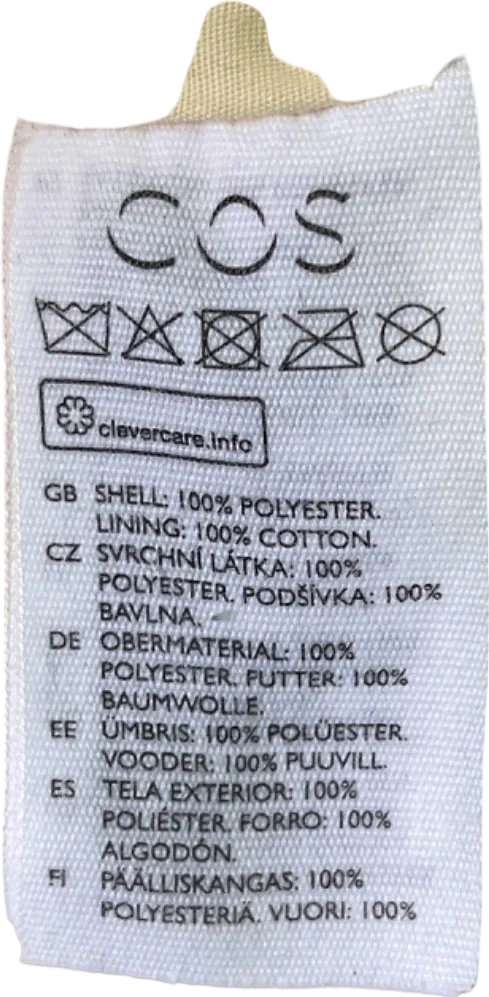 COS
clevercare.info
GB SHELL: 100% POLYESTER.
LINING: 100% COTTON.
CZ SVRCHNÍ LÁTKA: 100%
POLYESTER. PODŠÍVKA: 100%
BAVLNA.
DE OBERMATERIAL: 100%
POLYESTER. FUTTER: 100%
BAUMWOLLE.
EE ÜMBRIS: 100% POLÜESTER.
VOODER: 100% PUUVILL.
ES TELA EXTERIOR: 100%
POLIÉSTER. FORRO: 100%
ALGODÓN.
FI PÄÄLLISKANGAS: 100%
POLYESTERIÄ. VUORI: 100%